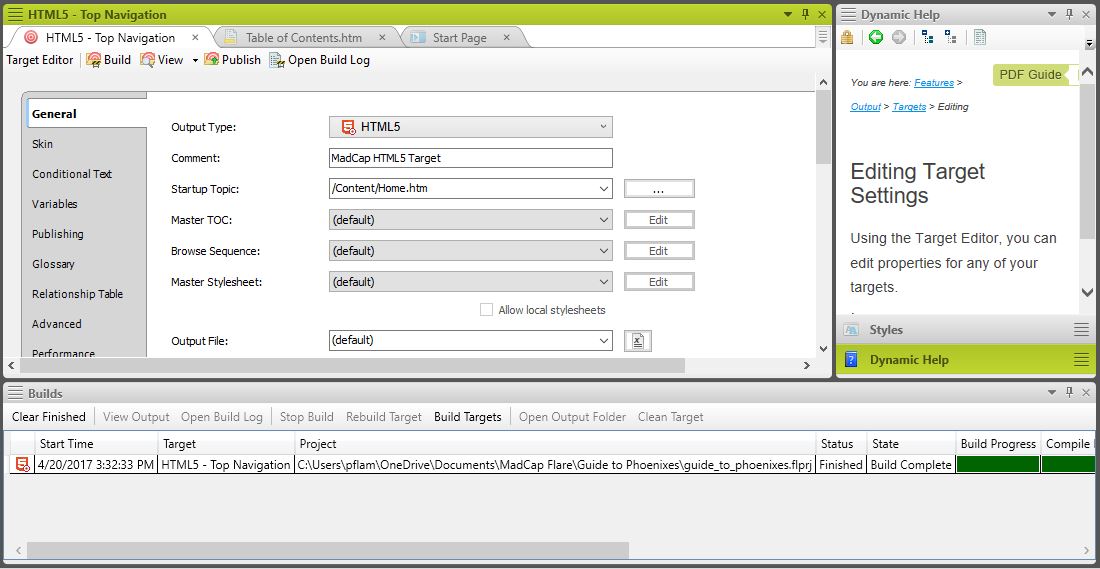 HTML5 - Top Navigation
HTML5 - Top Navigation
Table of Contents.htm
Start Page
Target Editor Build View Publish Open Build Log
General
Skin
Conditional Text
Variables
Publishing
Glossary
Relationship Table
Advanced
Performance
Output Type: HTML5
Comment: MadCap HTML5 Target
Startup Topic: /Content/Home.htm ...
Master TOC: (default) Edit
Browse Sequence: (default) Edit
Master Stylesheet: (default) Edit
Allow local stylesheets
Output File: (default)
Dynamic Help
PDF Guide
You are here: Features >
Output > Targets > Editing
Editing Target
Settings
Using the Target Editor, you can
edit properties for any of your
targets.
Styles
Dynamic Help
Builds
Clear Finished View Output Open Build Log Stop Build Rebuild Target Build Targets Open Output Folder Clean Target
Start Time Target Project Status State Build Progress Compile
4/20/2017 3:32:33 PM HTML5 - Top Navigation C:\Users\pflam\OneDrive\Documents\MadCap Flare\Guide to Phoenixes\guide_to_phoenixes.flprj Finished Build Complete